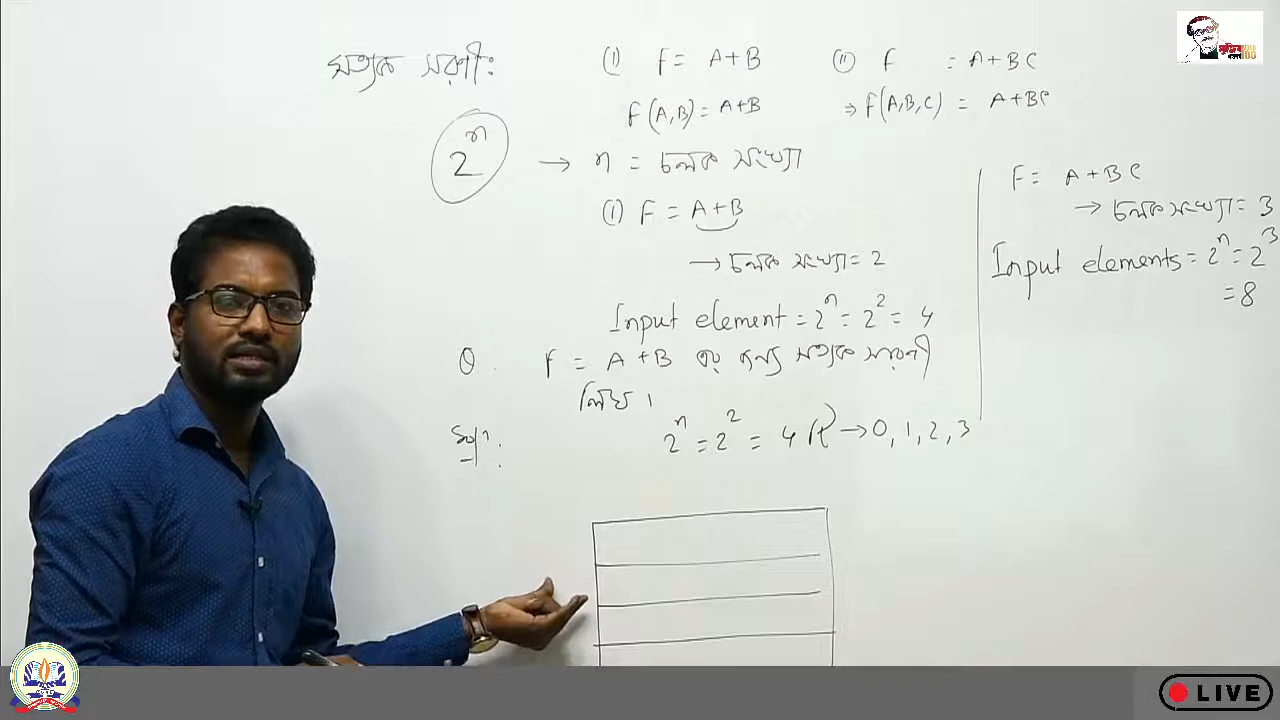 সত্যক সারণী:
(i) F = A+B
(ii) F = A+BC
F(A,B) = A+B
⇒ F(A,B,C) = A+BC
2ⁿ → n = চলক সংখ্যা
(i) F = A+B
→ চলক সংখ্যা = 2
Input element = 2ⁿ = 2² = 4
Q. F = A+B এর জন্য সত্যক সারণী
লিখ।
Solⁿ: 2ⁿ = 2² = 4 টি → 0, 1, 2, 3
F = A+BC
→ চলক সংখ্যা = 3
Input elements = 2ⁿ = 2³
= 8
LIVE